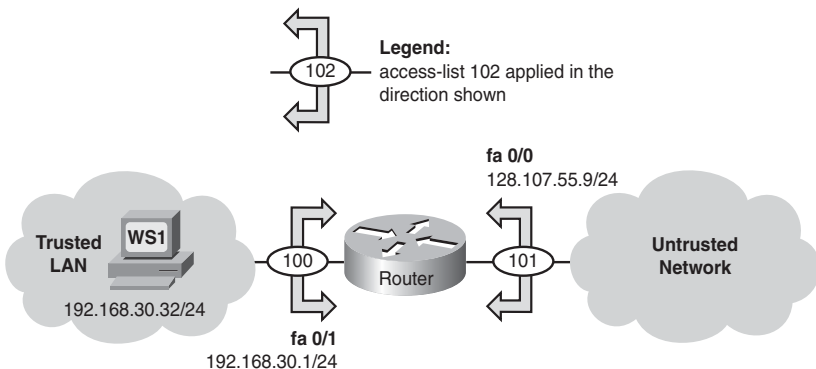 Legend:
102
access-list 102 applied in the
direction shown
fa 0/0
128.107.55.9/24
Trusted
LAN
WS1
100
Router
101
Untrusted
Network
192.168.30.32/24
fa 0/1
192.168.30.1/24